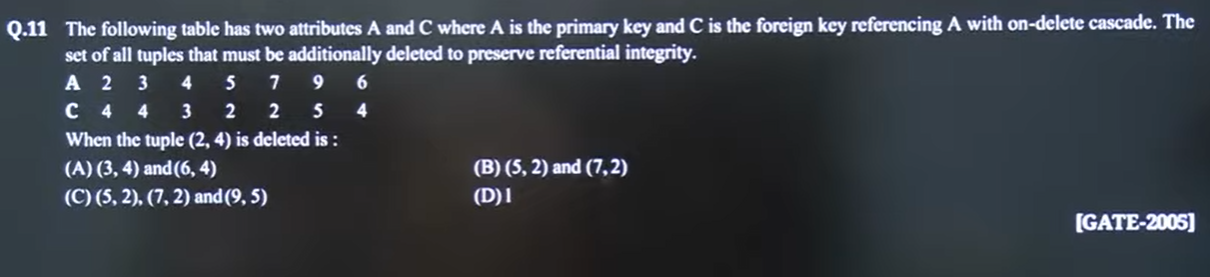 Q.11 The following table has two attributes A and C where A is the primary key and C is the foreign key referencing A with on-delete cascade. The
set of all tuples that must be additionally deleted to preserve referential integrity.
A 2 3 4 5 7 9 6
C 4 4 3 2 2 5 4
When the tuple (2, 4) is deleted is :
(A) (3, 4) and(6, 4) (B) (5, 2) and (7,2)
(C) (5, 2), (7, 2) and(9, 5) (D) 1
[GATE-2005]